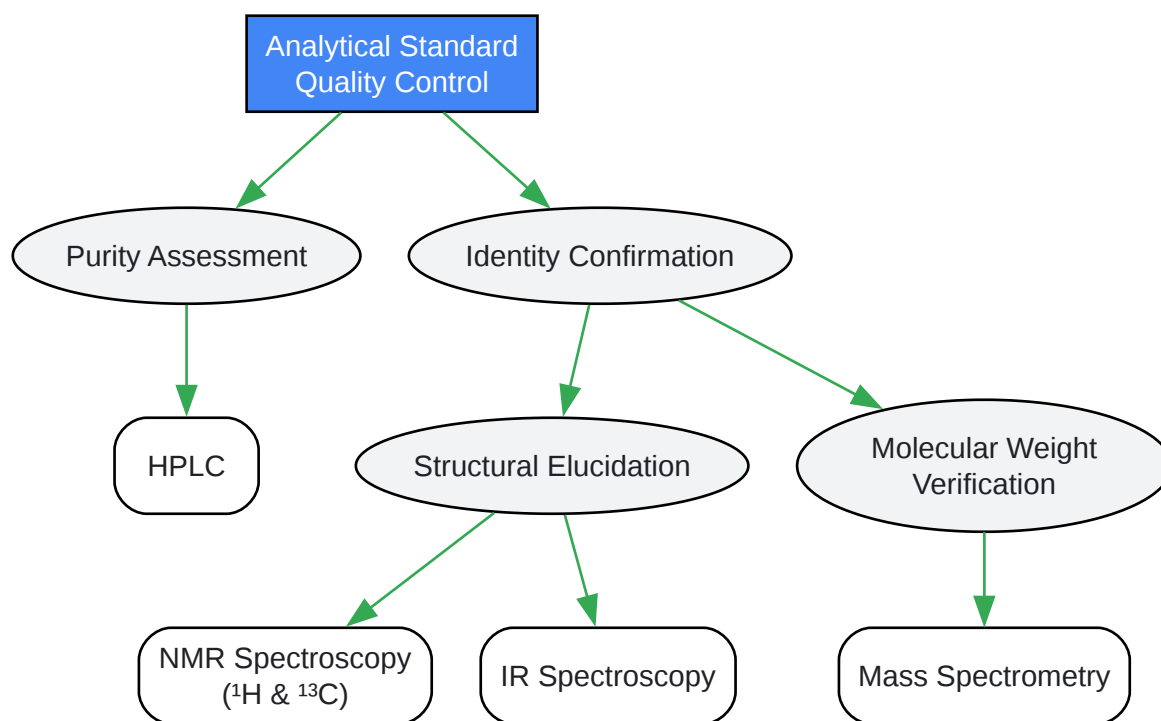 Analytical Standard
Quality Control
Purity Assessment
Identity Confirmation
HPLC
Structural Elucidation
Molecular Weight
Verification
NMR Spectroscopy
(¹H & ¹³C)
IR Spectroscopy
Mass Spectrometry